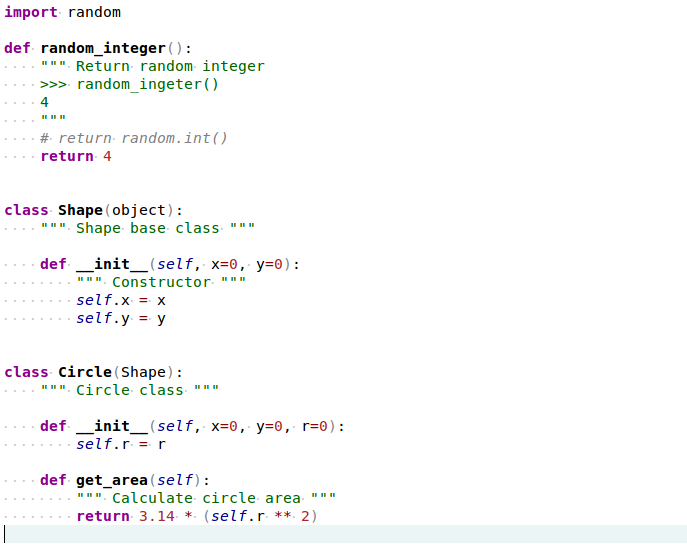 import random

def random_integer():
    """ Return random integer
    >>> random_ingeter()
    4
    """
    # return random.int()
    return 4


class Shape(object):
    """ Shape base class """

    def __init__(self, x=0, y=0):
        """ Constructor """
        self.x = x
        self.y = y


class Circle(Shape):
    """ Circle class """

    def __init__(self, x=0, y=0, r=0):
        self.r = r

    def get_area(self):
        """ Calculate circle area """
        return 3.14 * (self.r ** 2)